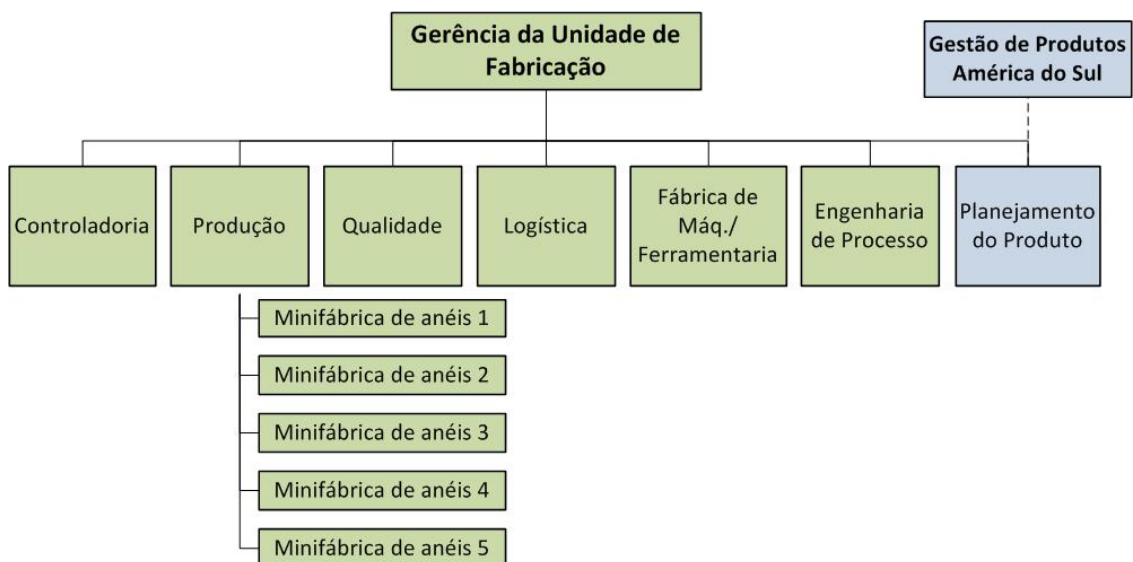 Gerência da Unidade de
Fabricação
Gestão de Produtos
América do Sul
Controladoria
Produção
Qualidade
Logística
Fábrica de
Máq./
Ferramentaria
Engenharia
de Processo
Planejamento
do Produto
Minifábrica de anéis 1
Minifábrica de anéis 2
Minifábrica de anéis 3
Minifábrica de anéis 4
Minifábrica de anéis 5